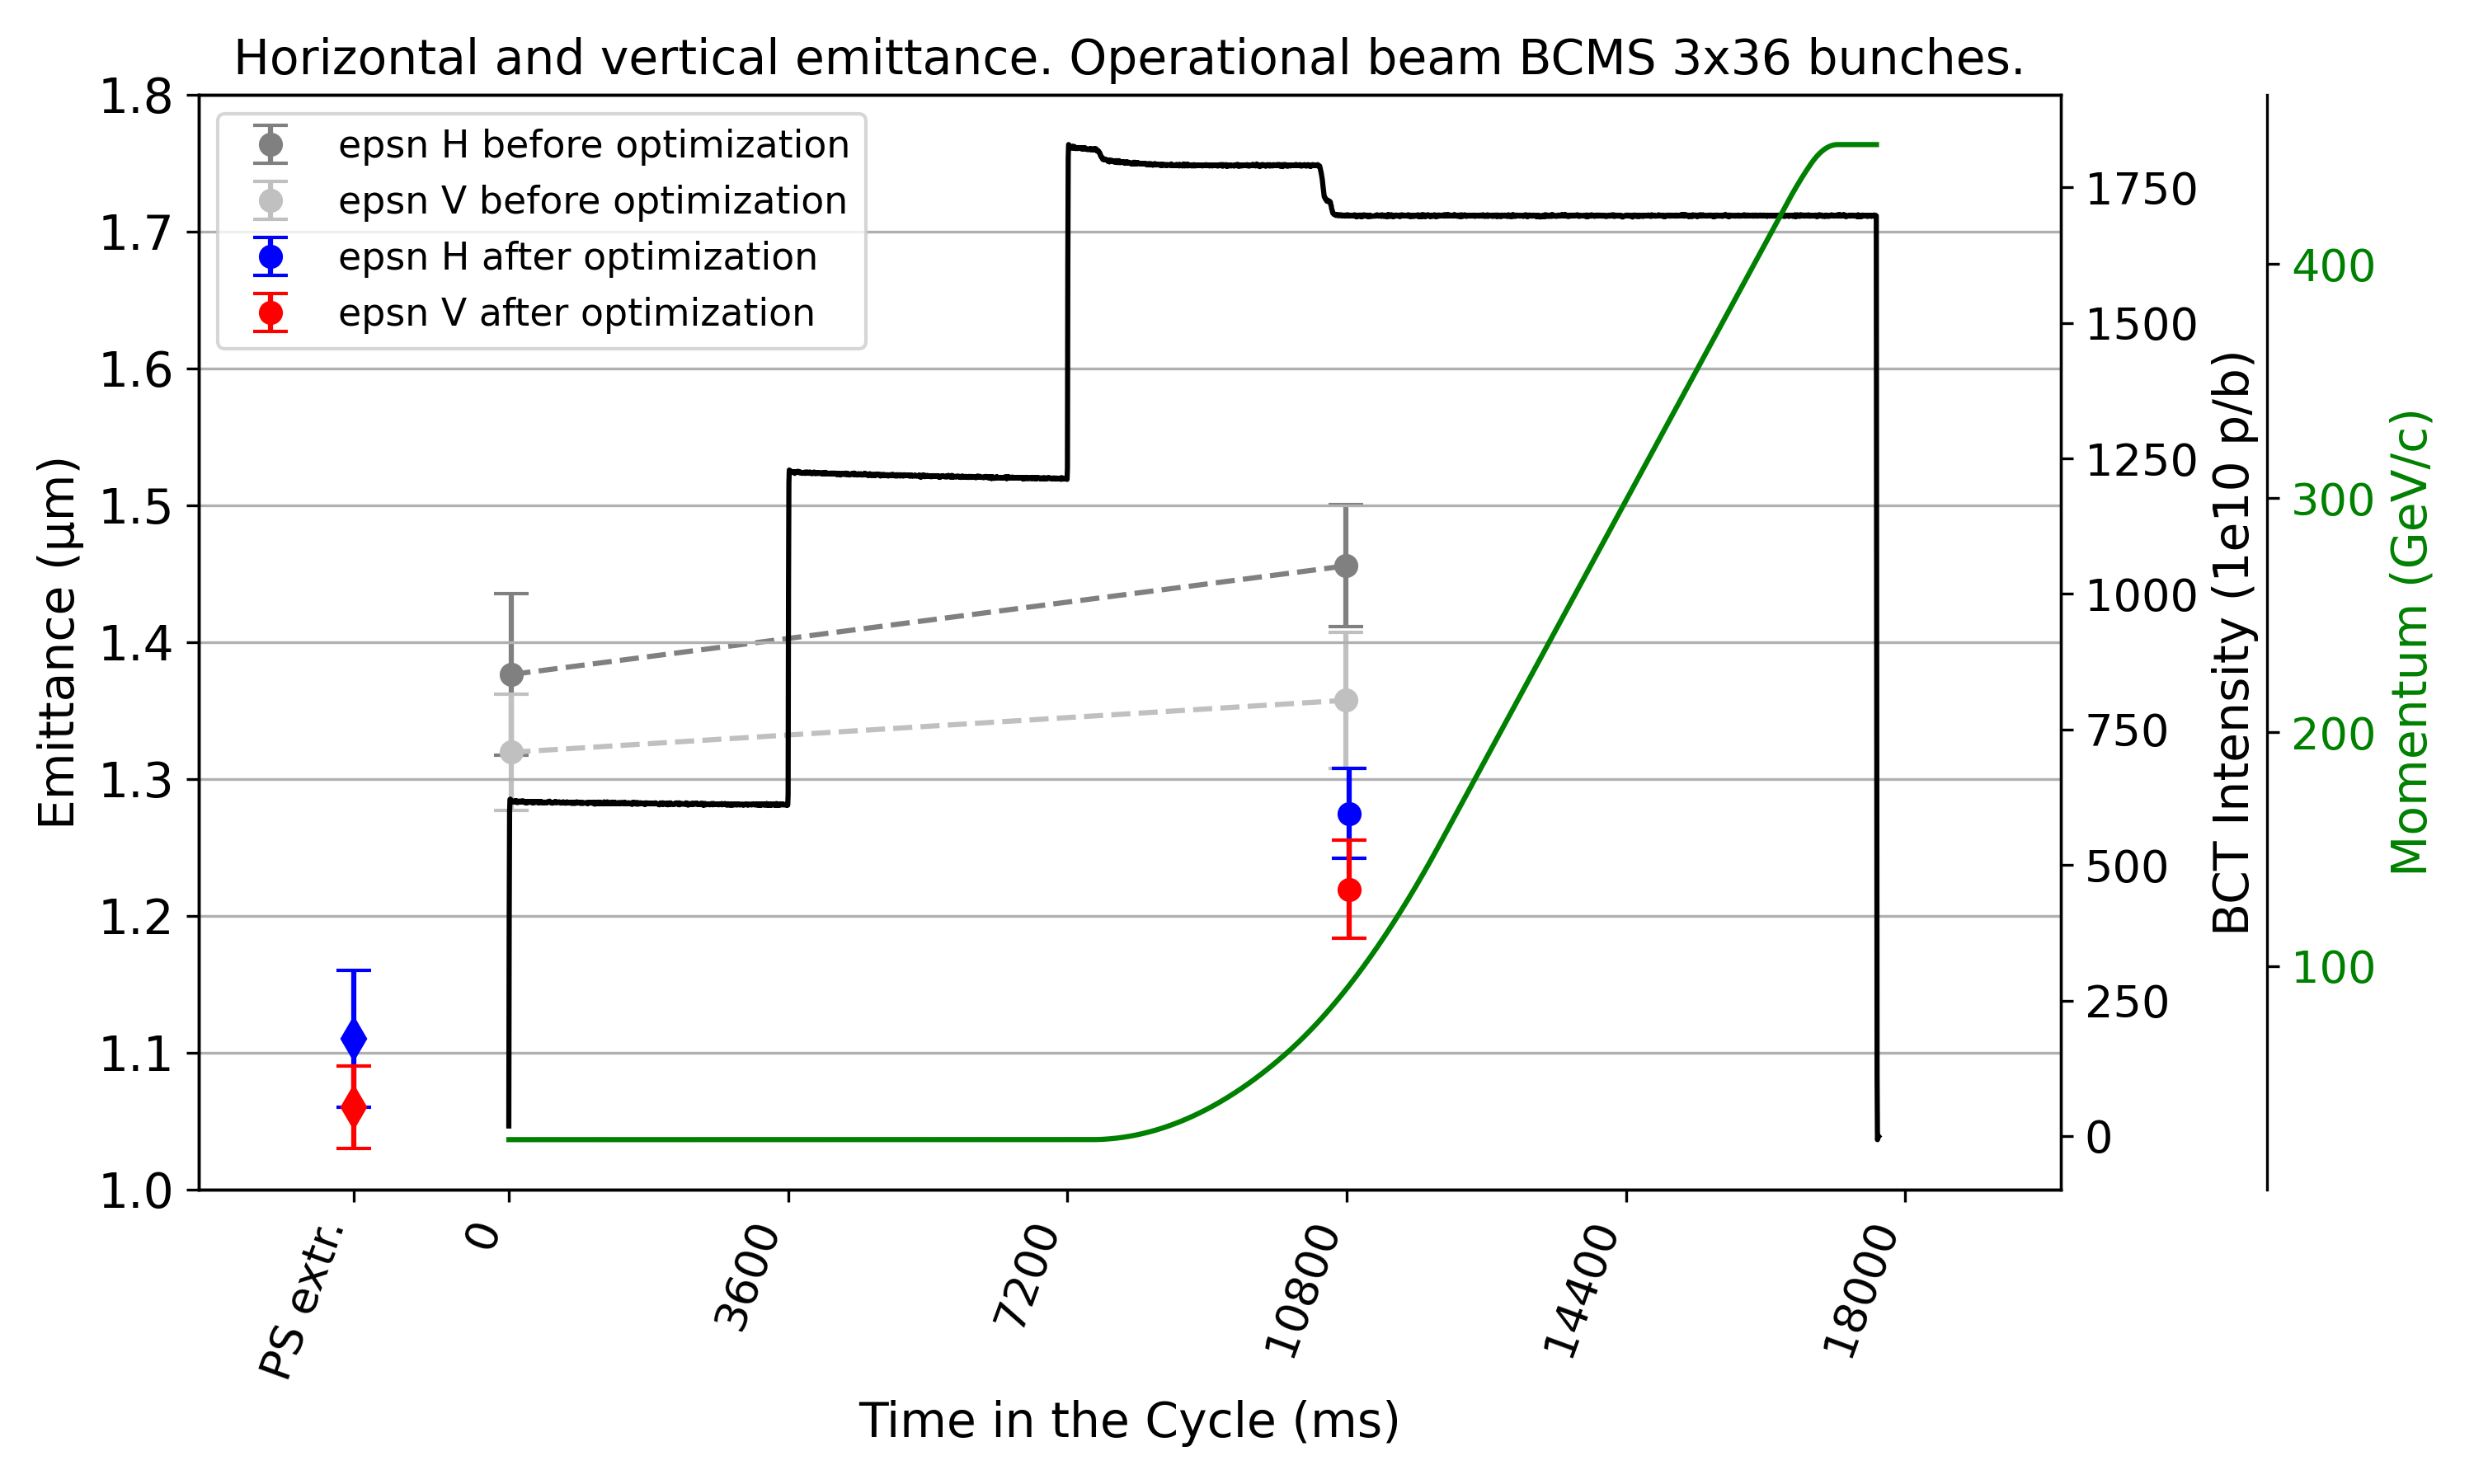 Horizontal and vertical emittance. Operational beam BCMS 3x36 bunches.
epsn H before optimization
epsn V before optimization
epsn H after optimization
epsn V after optimization
Emittance (µm)
1.8
1.7
1.6
1.5
1.4
1.3
1.2
1.1
1.0
PS extr.
0
3600
7200
10800
14400
18000
Time in the Cycle (ms)
1750
1500
1250
1000
750
500
250
0
BCT Intensity (1e10 p/b)
400
300
200
100
Momentum (GeV/c)